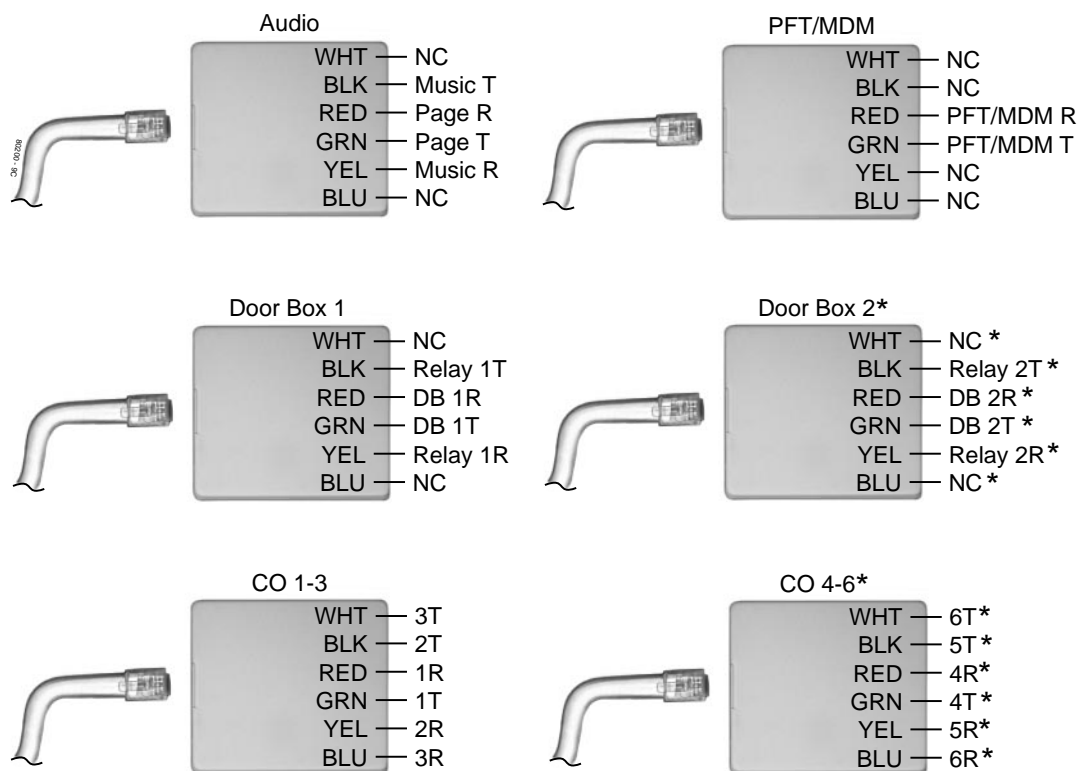 Audio
WHT NC
BLK Music T
RED Page R
GRN Page T
YEL Music R
BLU NC
80200 - 9C
PFT/MDM
WHT NC
BLK NC
RED PFT/MDM R
GRN PFT/MDM T
YEL NC
BLU NC
Door Box 1
WHT NC
BLK Relay 1T
RED DB 1R
GRN DB 1T
YEL Relay 1R
BLU NC
Door Box 2*
WHT NC *
BLK Relay 2T *
RED DB 2R *
GRN DB 2T *
YEL Relay 2R *
BLU NC *
CO 1-3
WHT 3T
BLK 2T
RED 1R
GRN 1T
YEL 2R
BLU 3R
CO 4-6*
WHT 6T*
BLK 5T*
RED 4R*
GRN 4T*
YEL 5R*
BLU 6R*